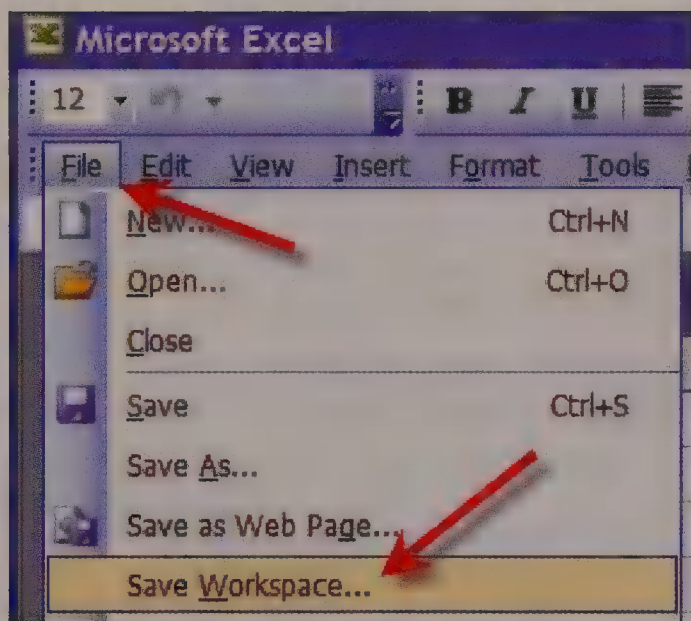 Microsoft Excel
12 B I U
File Edit View Insert Format Tools
New... Ctrl+N
Open... Ctrl+O
Close
Save Ctrl+S
Save As...
Save as Web Page...
Save Workspace...